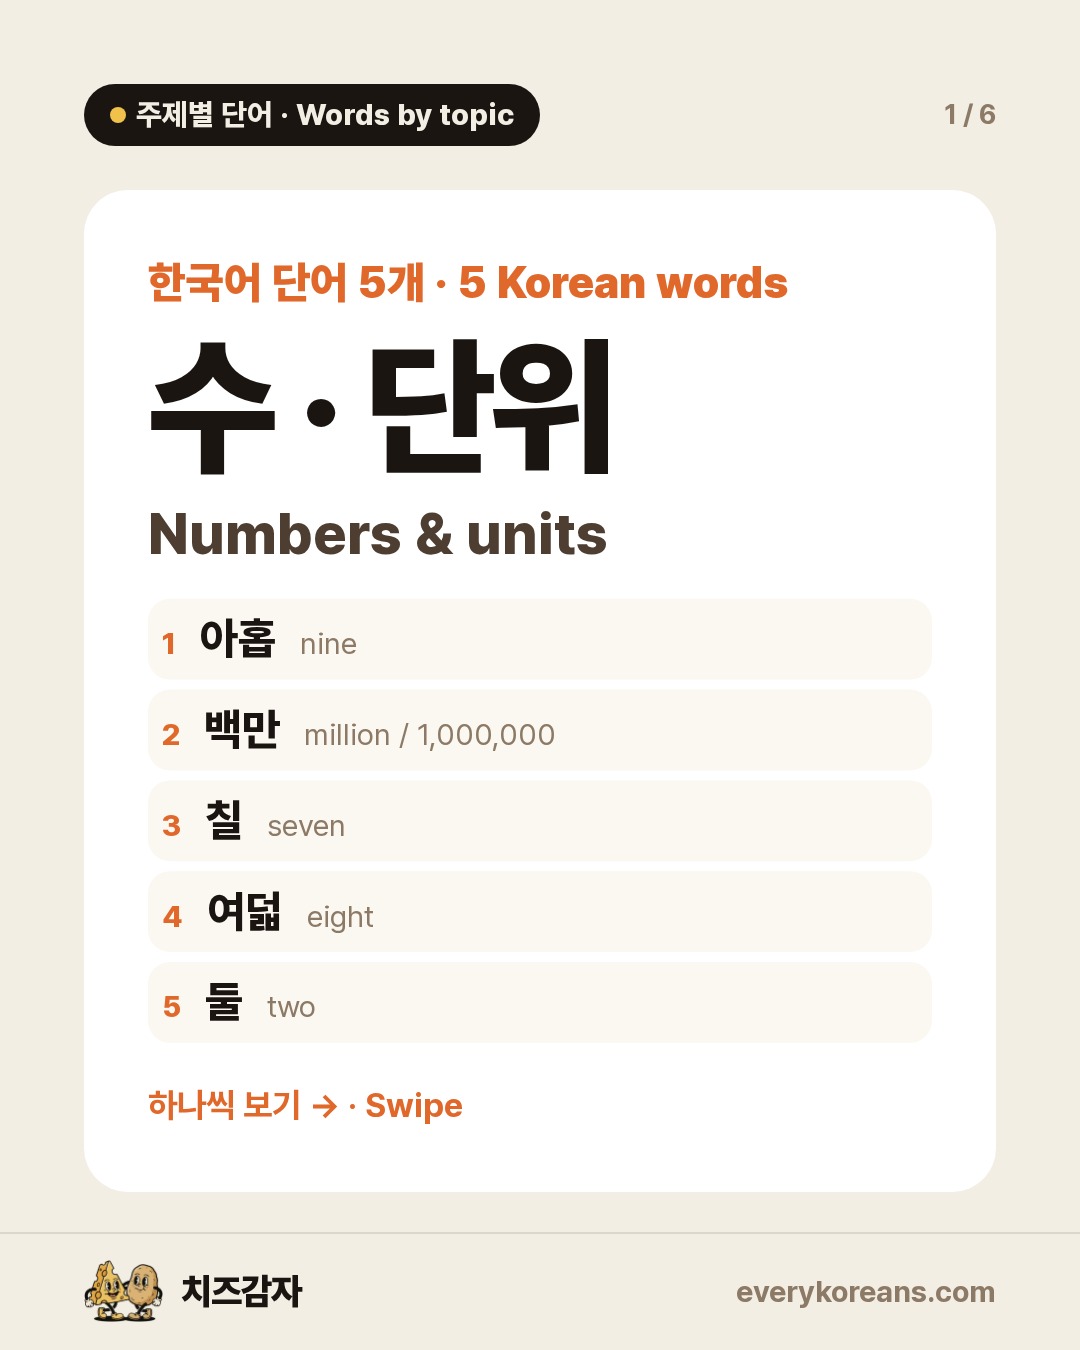 주제별 단어 · Words by topic
1 / 6
한국어 단어 5개 · 5 Korean words
수 · 단위
Numbers & units
1 아홉 nine
2 백만 million / 1,000,000
3 칠 seven
4 여덟 eight
5 둘 two
하나씩 보기 → · Swipe
치즈감자
everykoreans.com